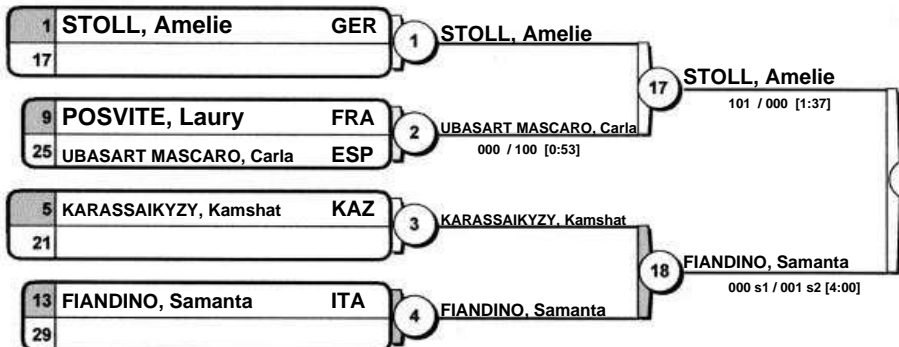 1 STOLL, Amelie GER
17
1
STOLL, Amelie
9 POSVITE, Laury FRA
25 UBASART MASCARO, Carla ESP
2
UBASART MASCARO, Carla
000 / 100 [0:53]
17
STOLL, Amelie
101 / 000 [1:37]
5 KARASSAIKYZY, Kamshat KAZ
21
3
KARASSAIKYZY, Kamshat
13 FIANDINO, Samanta ITA
29
4
FIANDINO, Samanta
18
FIANDINO, Samanta
000 s1 / 001 s2 [4:00]